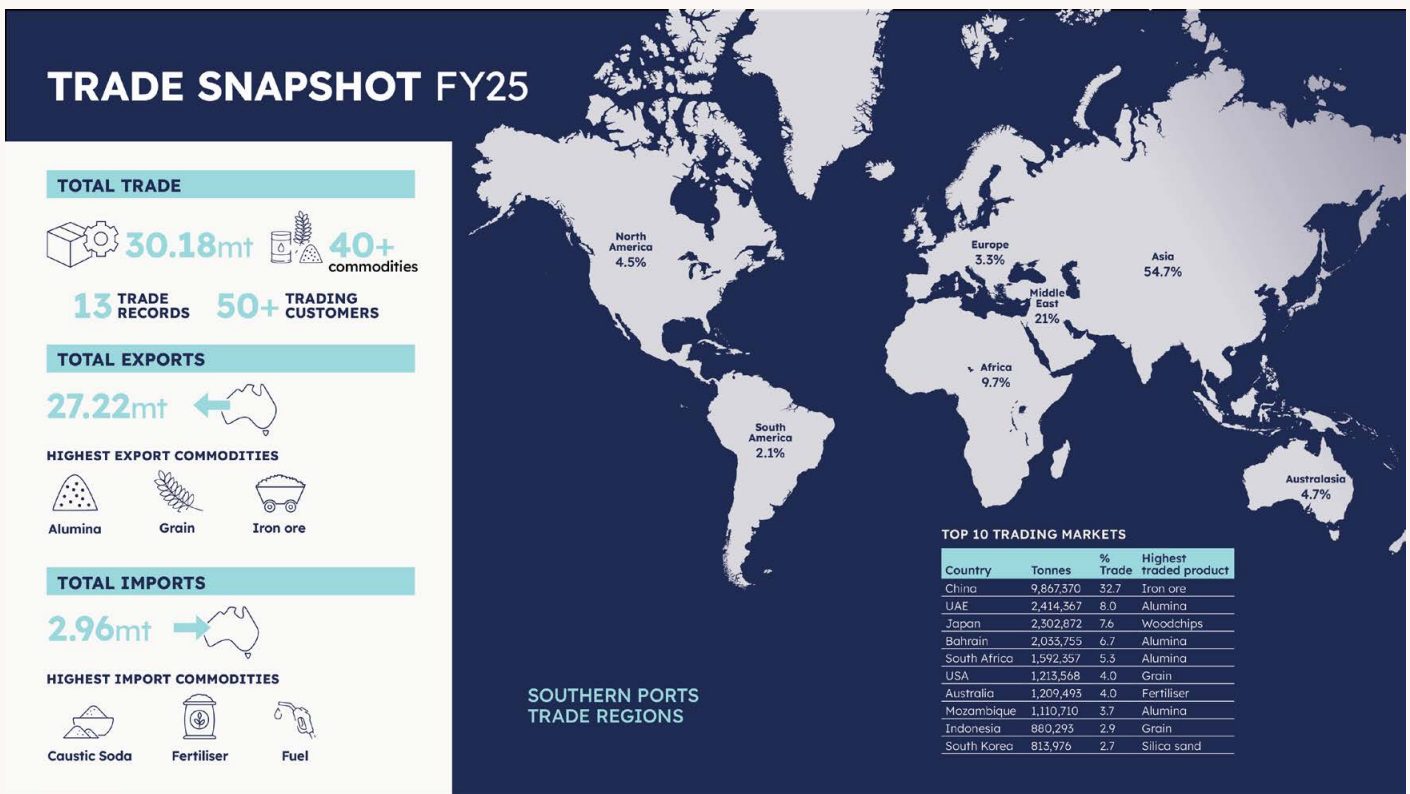 TRADE SNAPSHOT FY25
TOTAL TRADE
30.18mt
40+
commodities
13 TRADE RECORDS
50+ TRADING CUSTOMERS
TOTAL EXPORTS
27.22mt
HIGHEST EXPORT COMMODITIES
Alumina Grain Iron ore
TOTAL IMPORTS
2.96mt
HIGHEST IMPORT COMMODITIES
Caustic Soda Fertiliser Fuel
North
America
4.5%
Europe
3.3%
Asia
54.7%
Middle
East
21%
Africa
9.7%
South
America
2.1%
Australasia
4.7%
SOUTHERN PORTS
TRADE REGIONS
TOP 10 TRADING MARKETS
Country Tonnes % Trade Highest traded product
China 9,867,370 32.7 Iron ore
UAE 2,414,367 8.0 Alumina
Japan 2,302,872 7.6 Woodchips
Bahrain 2,033,755 6.7 Alumina
South Africa 1,592,357 5.3 Alumina
USA 1,213,568 4.0 Grain
Australia 1,209,493 4.0 Fertiliser
Mozambique 1,110,710 3.7 Alumina
Indonesia 880,293 2.9 Grain
South Korea 813,976 2.7 Silica sand